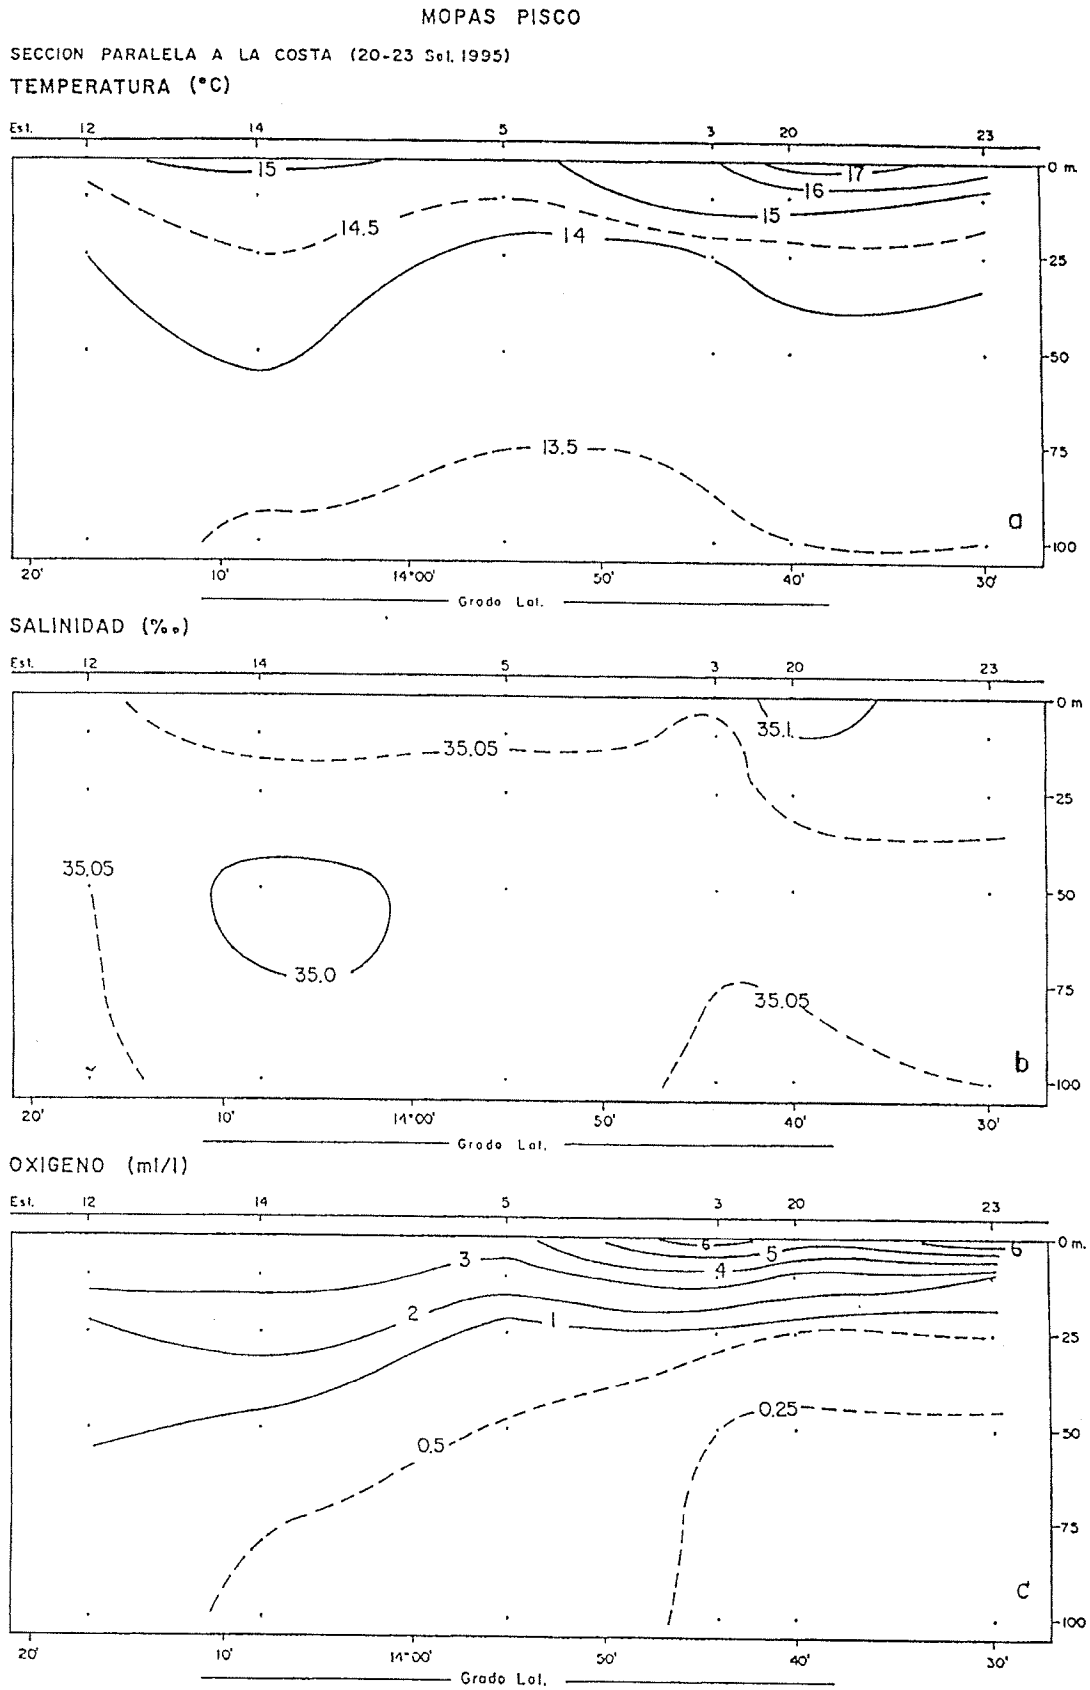 MOPAS PISCO
SECCION PARALELA A LA COSTA (20-23 Set. 1995)
TEMPERATURA (°C)
Est. 12 14 5 3 20 23
0 m.
15 17
16
15
14.5 14
25
50
13.5
75
a
100
20' 10' 14°00' 50' 40' 30'
Grado Lat.
SALINIDAD (‰)
Est. 12 14 5 3 20 23
0 m
35.1
35.05
25
35.05
50
35.0
75
35.05
b
100
20' 10' 14°00' 50' 40' 30'
Grado Lat.
OXIGENO (ml/l)
Est. 12 14 5 3 20 23
0 m.
6 6
3 5
4
2 1
25
0.25
50
0.5
75
c
100
20' 10' 14°00' 50' 40' 30'
Grado Lat.